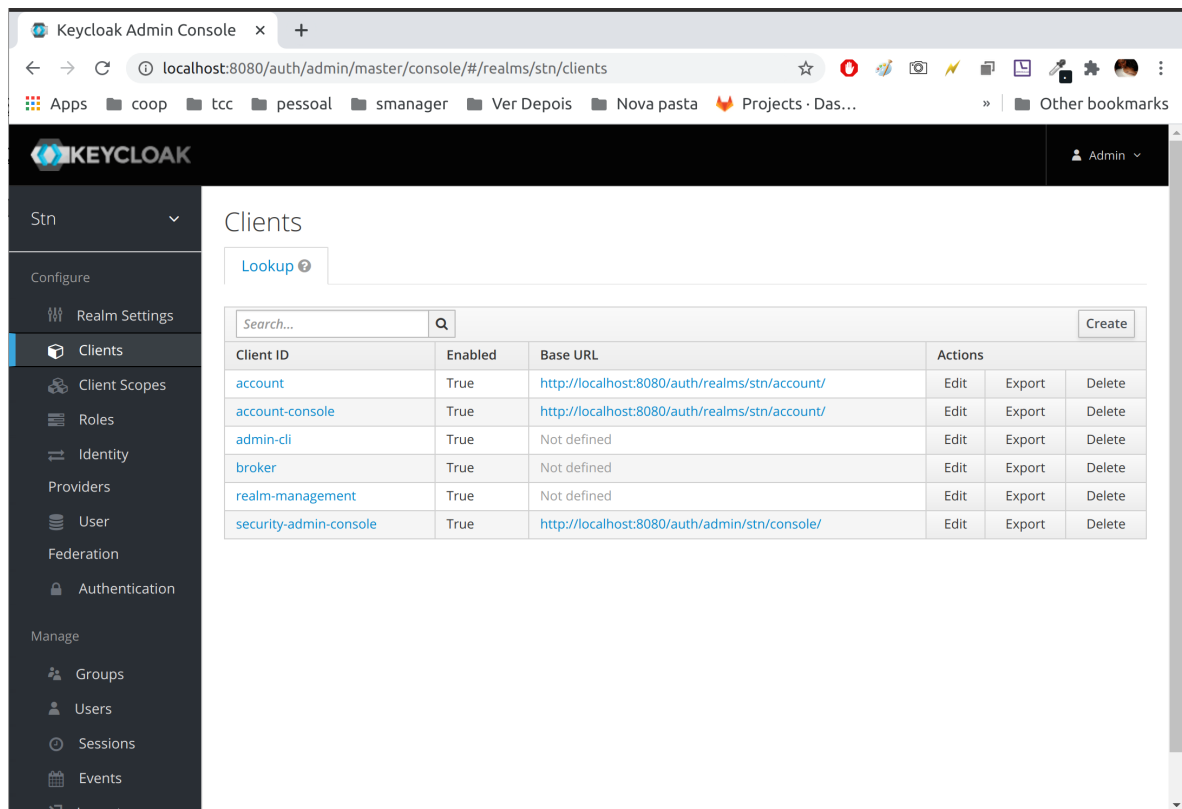 Keycloak Admin Console
localhost:8080/auth/admin/master/console/#/realms/stn/clients
Apps coop tcc pessoal smanager Ver Depois Nova pasta Projects · Das... » Other bookmarks
KEYCLOAK Admin
Stn
Configure
Realm Settings
Clients
Client Scopes
Roles
Identity
Providers
User
Federation
Authentication
Manage
Groups
Users
Sessions
Events
Clients
Lookup
Search... Create
Client ID Enabled Base URL Actions
account True http://localhost:8080/auth/realms/stn/account/ Edit Export Delete
account-console True http://localhost:8080/auth/realms/stn/account/ Edit Export Delete
admin-cli True Not defined Edit Export Delete
broker True Not defined Edit Export Delete
realm-management True Not defined Edit Export Delete
security-admin-console True http://localhost:8080/auth/admin/stn/console/ Edit Export Delete